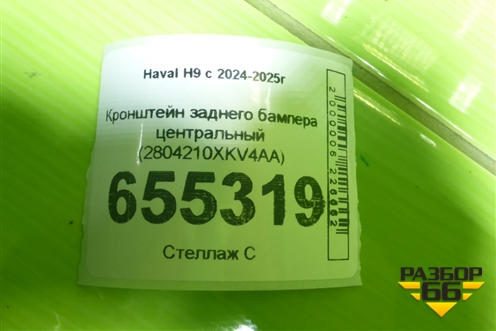 Haval H9 с 2024-2025г
Кронштейн заднего бампера
центральный
(2804210XKV4AA)
655319
Стеллаж С
РАЗБОР
66